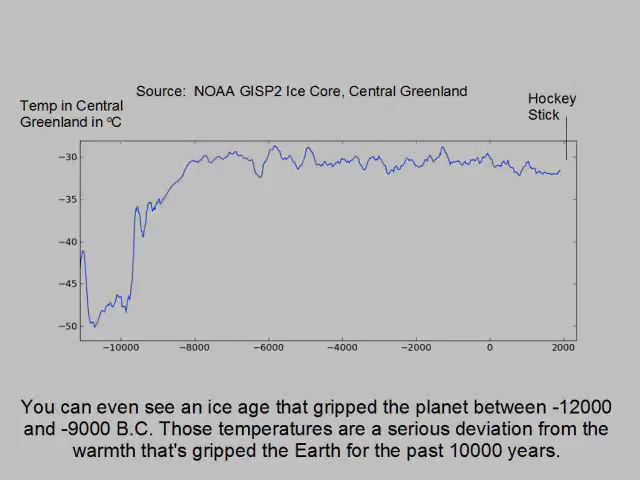 Source:  NOAA GISP2 Ice Core, Central Greenland
Temp in Central
Greenland in ºC
Hockey
Stick
−30
−35
−40
−45
−50
−10000 −8000 −6000 −4000 −2000 0 2000
You can even see an ice age that gripped the planet between -12000
and -9000 B.C. Those temperatures are a serious deviation from the
warmth that's gripped the Earth for the past 10000 years.